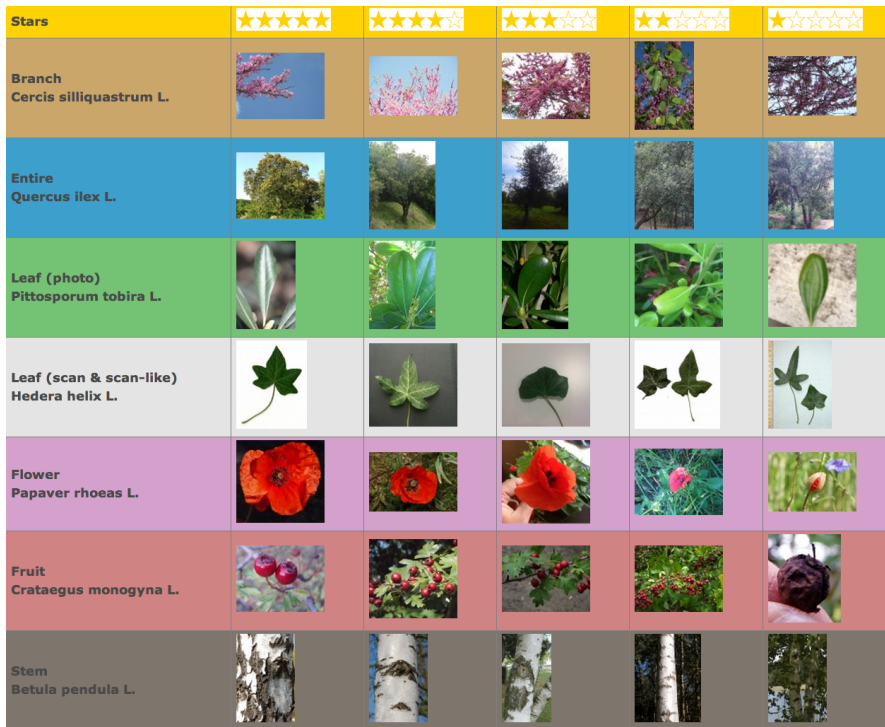 Stars
Branch
Cercis silliquastrum L.
Entire
Quercus ilex L.
Leaf (photo)
Pittosporum tobira L.
Leaf (scan & scan-like)
Hedera helix L.
Flower
Papaver rhoeas L.
Fruit
Crataegus monogyna L.
Stem
Betula pendula L.